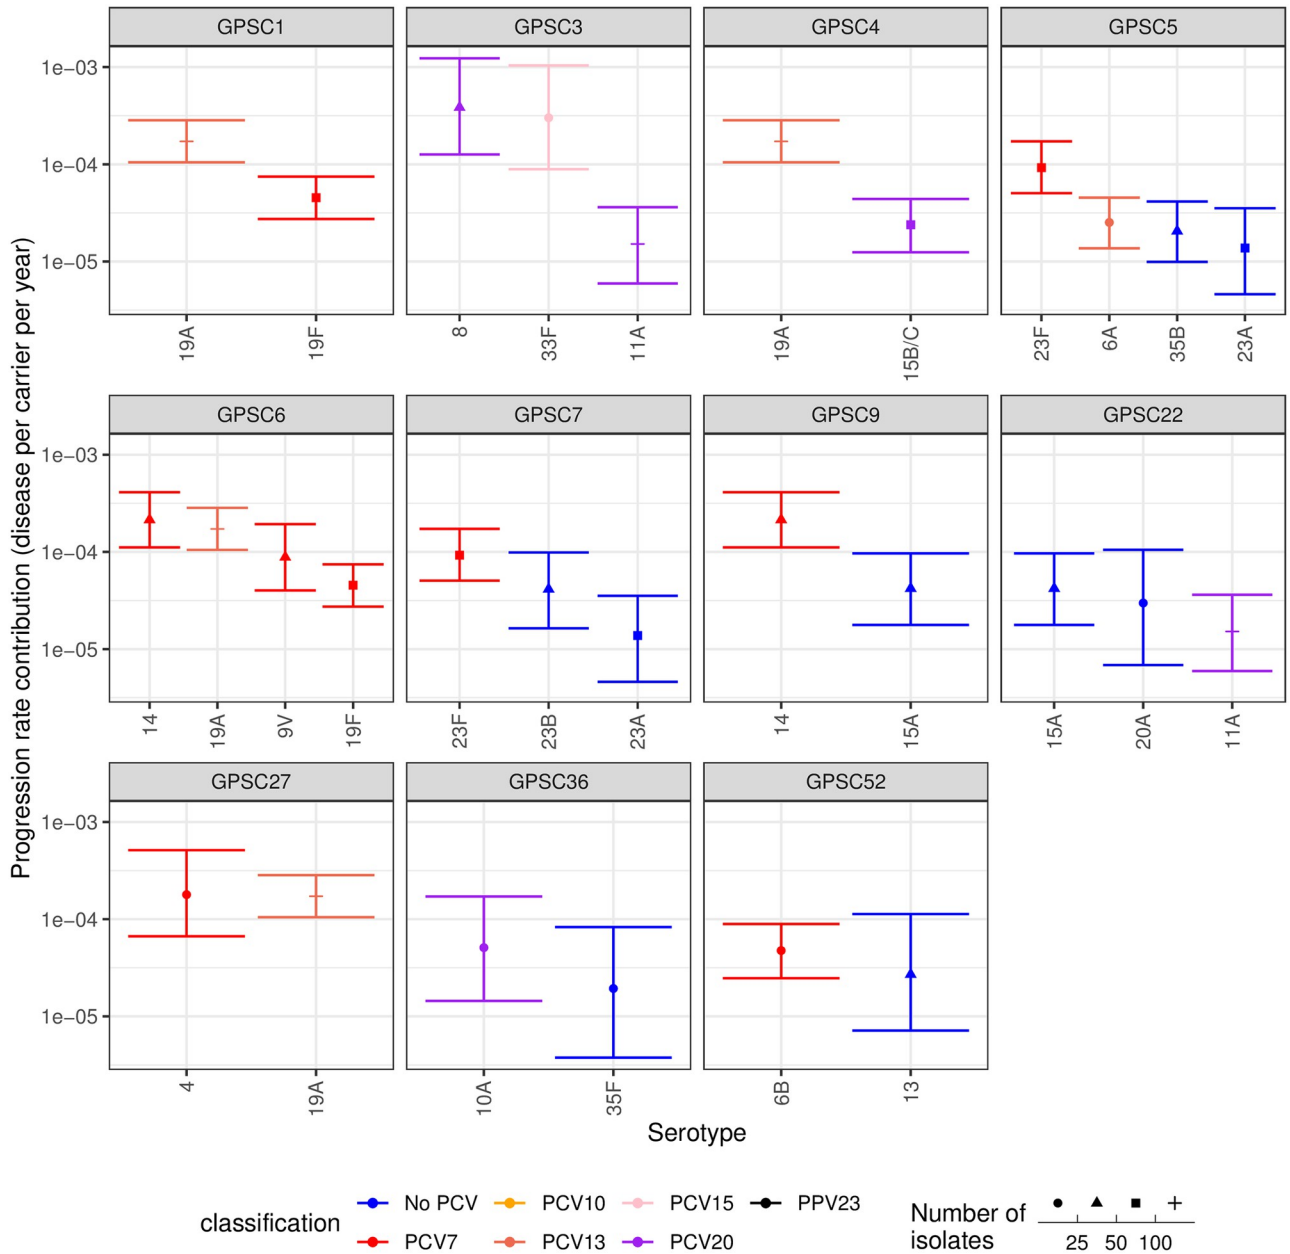 GPSC1 GPSC3 GPSC4 GPSC5
1e−03
1e−04
1e−05
19A 19F 8 33F 11A 19A 15B/C 23F 6A 35B 23A
GPSC6 GPSC7 GPSC9 GPSC22
1e−03
1e−04
1e−05
14 19A 9V 19F 23F 23B 23A 14 15A 15A 20A 11A
GPSC27 GPSC36 GPSC52
1e−03
1e−04
1e−05
4 19A 10A 35F 6B 13
Progression rate contribution (disease per carrier per year)
Serotype
classification
No PCV PCV10 PCV15 PPV23
PCV7 PCV13 PCV20
Number of
isolates
25 50 100